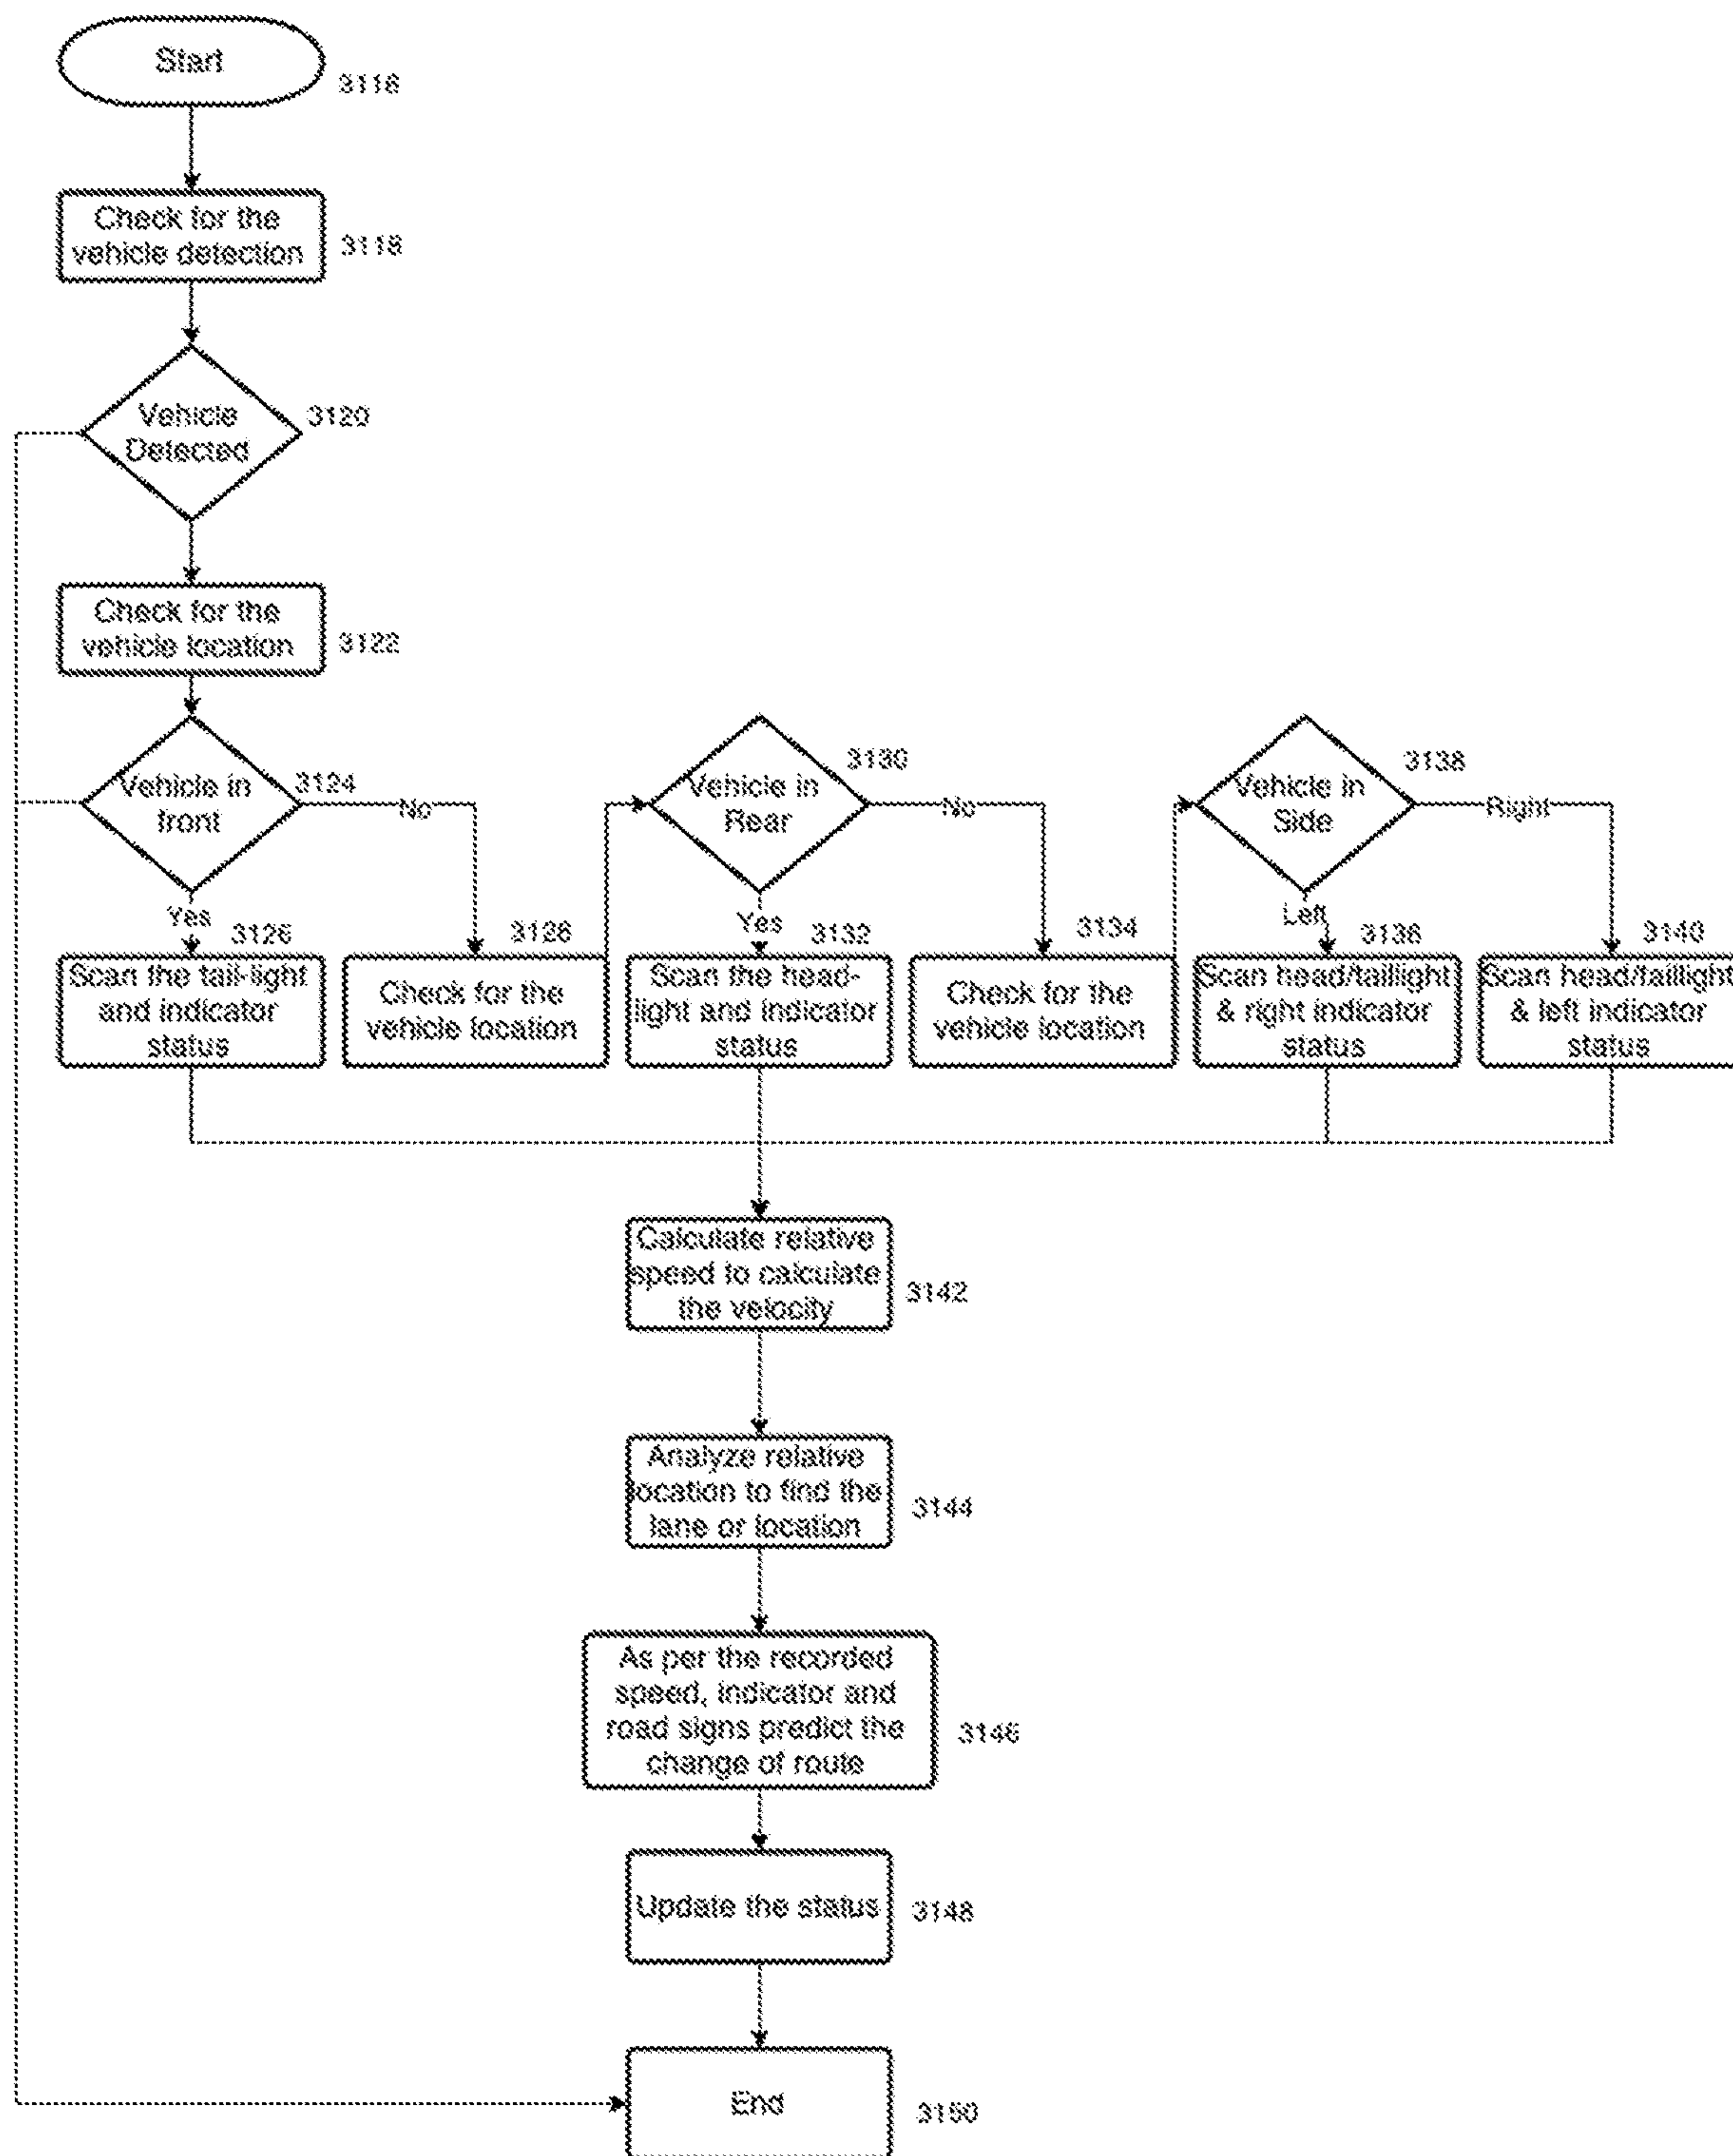 Start
3116
Check for the
vehicle detection
3118
Vehicle
Detected
3120
Check for the
vehicle location
3122
Vehicle in
front
3124
No
Yes
Vehicle in
Rear
3130
No
Yes
Vehicle in
Side
3138
Right
Left
3126
Scan the tail-light
and indicator
status
3128
Check for the
vehicle location
3132
Scan the head-
light and indicator
status
3134
Check for the
vehicle location
3136
Scan head/taillight
& right indicator
status
3140
Scan head/taillight
& left indicator
status
Calculate relative
speed to calculate
the velocity
3142
Analyze relative
location to find the
lane or location
3144
As per the recorded
speed, indicator and
road signs predict the
change of route
3146
Update the status
3148
End
3150